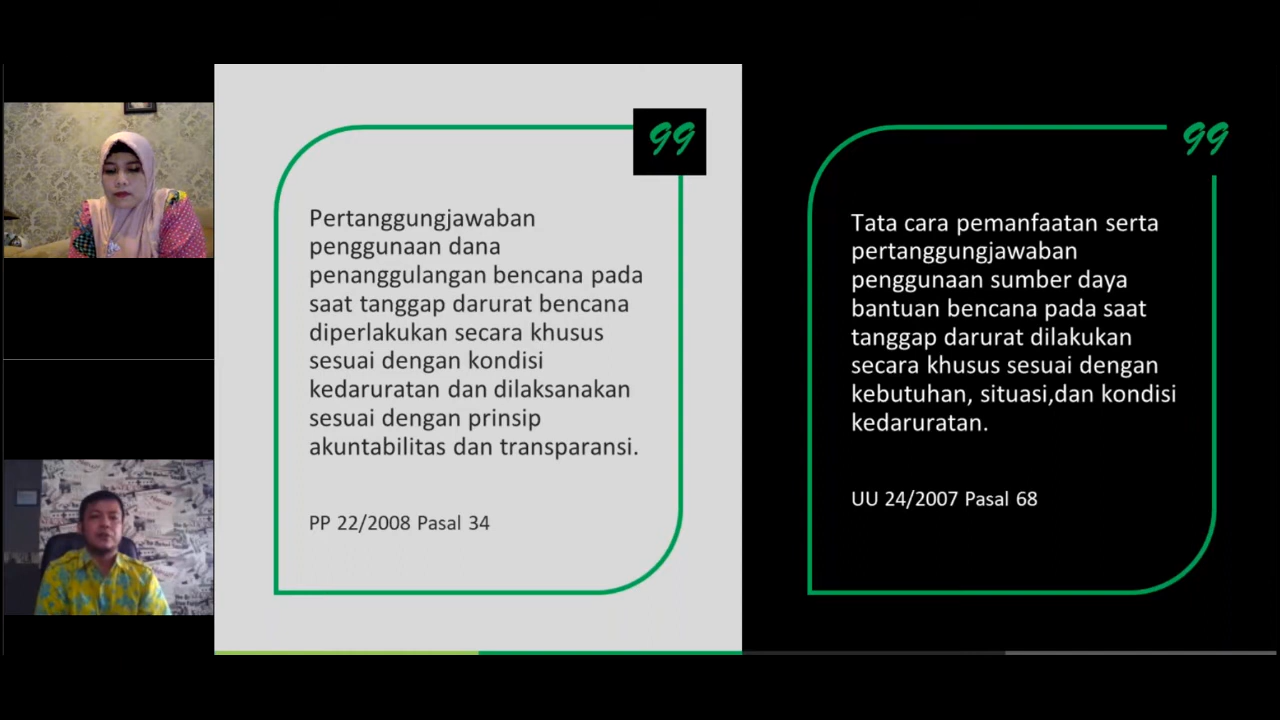 99
Pertanggungjawaban
penggunaan dana
penanggulangan bencana pada
saat tanggap darurat bencana
diperlakukan secara khusus
sesuai dengan kondisi
kedaruratan dan dilaksanakan
sesuai dengan prinsip
akuntabilitas dan transparansi.
PP 22/2008 Pasal 34
99
Tata cara pemanfaatan serta
pertanggungjawaban
penggunaan sumber daya
bantuan bencana pada saat
tanggap darurat dilakukan
secara khusus sesuai dengan
kebutuhan, situasi,dan kondisi
kedaruratan.
UU 24/2007 Pasal 68